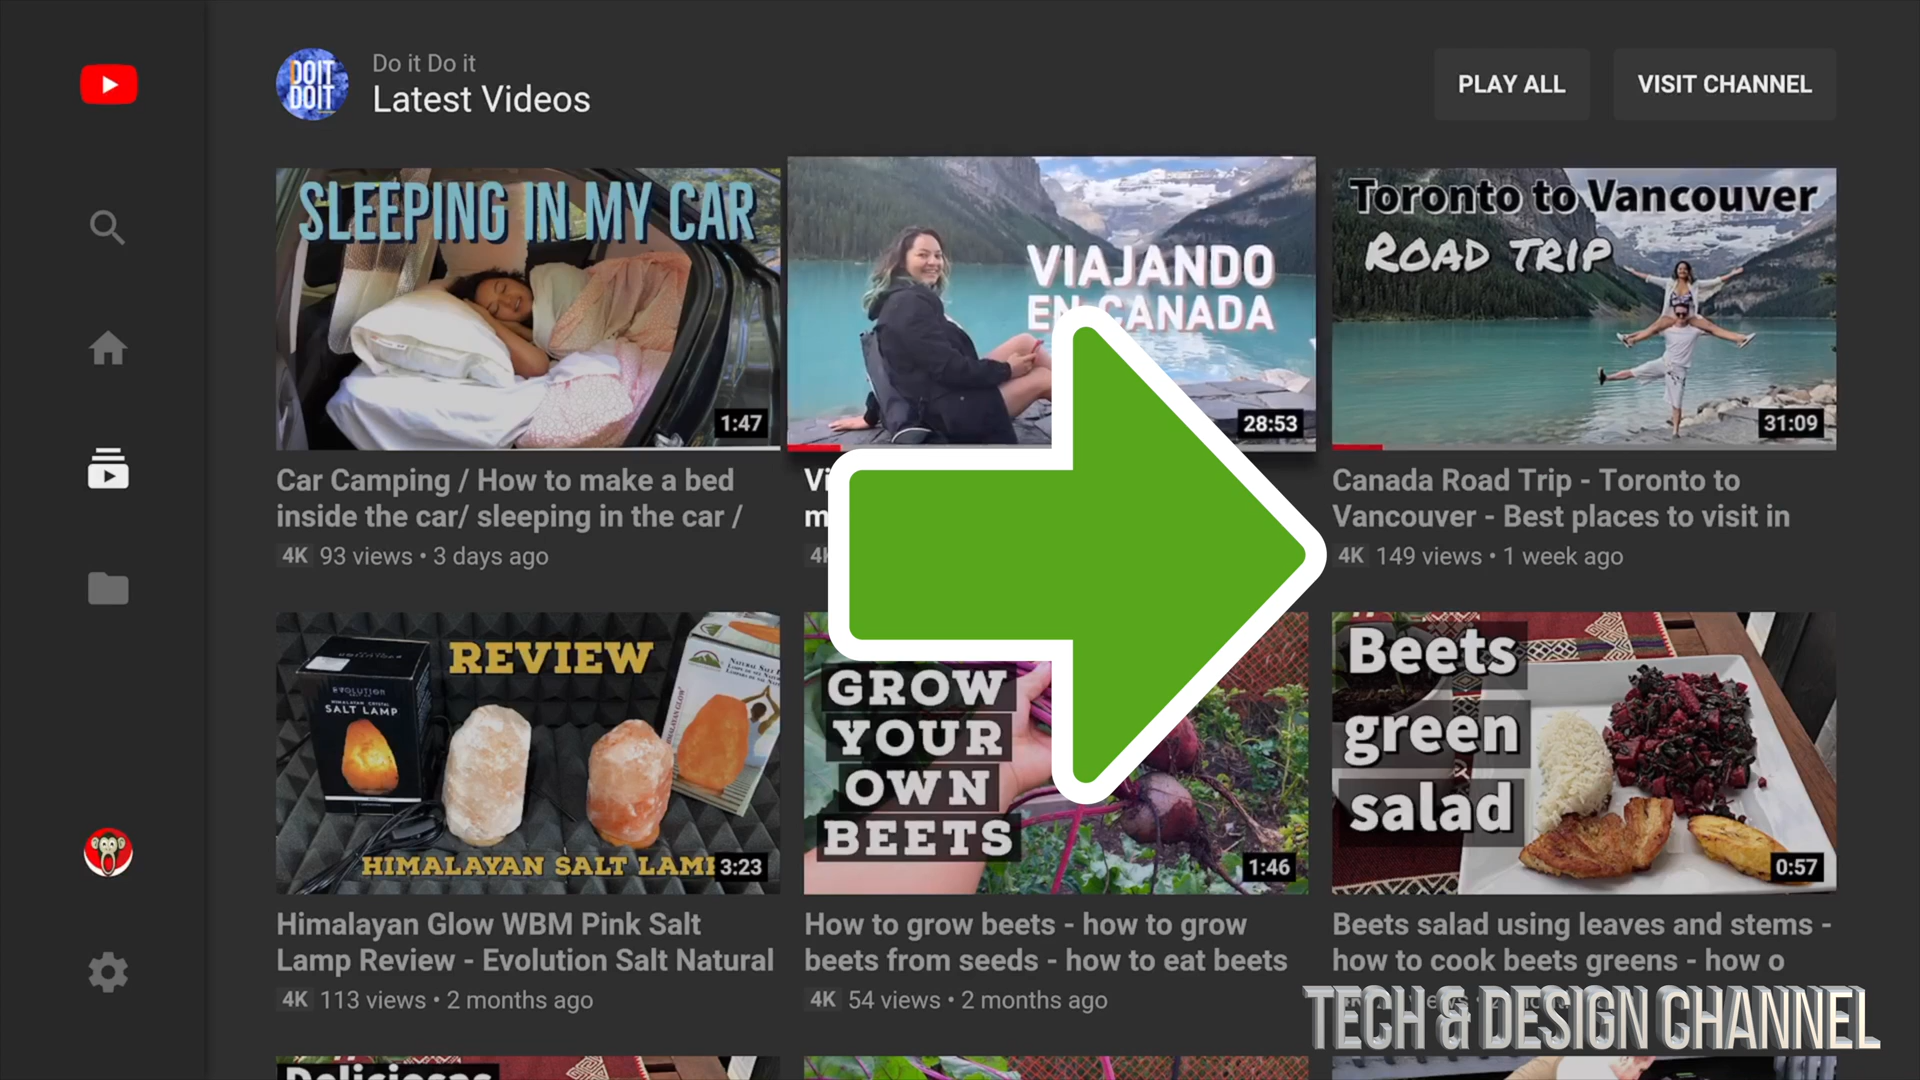 Do it Do it
Latest Videos
PLAY ALL
VISIT CHANNEL
DOIT
DOIT
SLEEPING IN MY CAR
1:47
VIAJANDO
EN CANADA
28:53
Toronto to Vancouver
ROAD TRIP
31:09
Car Camping / How to make a bed
inside the car/ sleeping in the car /
4K 93 views • 3 days ago
Canada Road Trip - Toronto to
Vancouver - Best places to visit in
4K 149 views • 1 week ago
REVIEW
EVOLUTION
SALT LAMP
HIMALAYAN SALT LAMP
3:23
GROW
YOUR
OWN
BEETS
1:46
Beets
green
salad
0:57
Himalayan Glow WBM Pink Salt
Lamp Review - Evolution Salt Natural
4K 113 views • 2 months ago
How to grow beets - how to grow
beets from seeds - how to eat beets
4K 54 views • 2 months ago
Beets salad using leaves and stems -
how to cook beets greens - how o
TECH & DESIGN CHANNEL